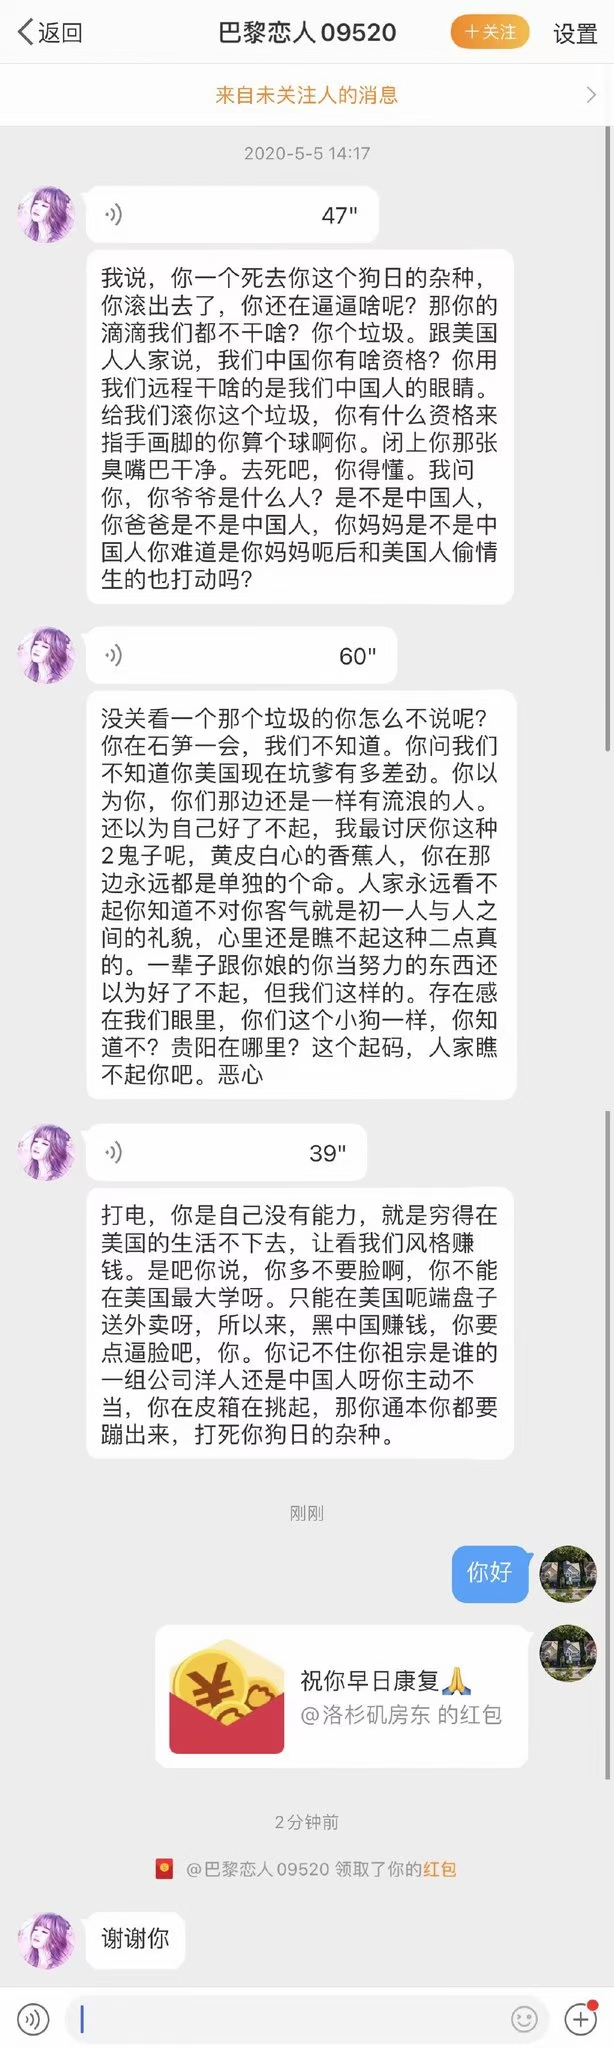 返回
巴黎恋人09520
+关注
设置
来自未关注人的消息
2020-5-5 14:17
47"
我说，你一个死去你这个狗日的杂种，
你滚出去了，你还在逼逼啥呢？那你的
滴滴我们都不干啥？你个垃圾。跟美国
人人家说，我们中国你有啥资格？你用
我们远程干啥的是我们中国人的眼睛。
给我们滚你这个垃圾，你有什么资格来
指手画脚的你算个球啊你。闭上你那张
臭嘴巴干净。去死吧，你得懂。我问
你，你爷爷是什么人？是不是中国人，
你爸爸是不是中国人，你妈妈是不是中
国人你难道是你妈妈呃后和美国人偷情
生的也打动吗？
60"
没关看一个那个垃圾的你怎么不说呢？
你在石笋一会，我们不知道。你问我们
不知道你美国现在坑爹有多差劲。你以
为你，你们那边还是一样有流浪的人。
还以为自己好了不起，我最讨厌你这种
2鬼子呢，黄皮白心的香蕉人，你在那
边永远都是单独的个命。人家永远看不
起你知道不对你客气就是初一人与人之
间的礼貌，心里还是瞧不起这种二点真
的。一辈子跟你娘的你当努力的东西还
以为好了不起，但我们这样的。存在感
在我们眼里，你们这个小狗一样，你知
道不？贵阳在哪里？这个起码，人家瞧
不起你吧。恶心
39"
打电，你是自己没有能力，就是穷得在
美国的生活不下去，让看我们风格赚
钱。是吧你说，你多不要脸啊，你不能
在美国最大学呀。只能在美国呃端盘子
送外卖呀，所以来，黑中国赚钱，你要
点逼脸吧，你。你记不住你祖宗是谁的
一组公司洋人还是中国人呀你主动不
当，你在皮箱在挑起，那你通本你都要
蹦出来，打死你狗日的杂种。
刚刚
你好
祝你早日康复🙏
@洛杉矶房东 的红包
2分钟前
@巴黎恋人09520 领取了你的红包
谢谢你